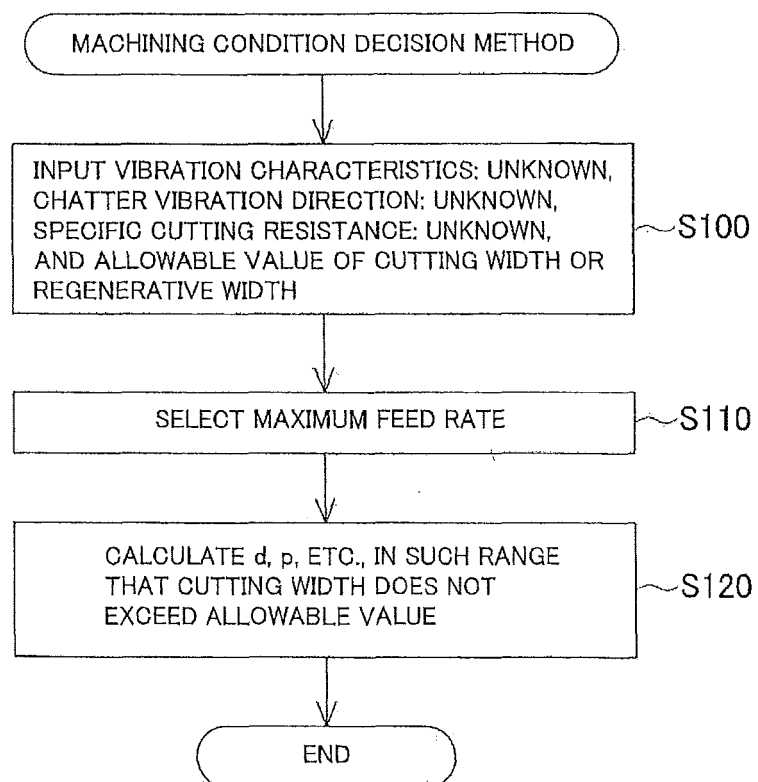 MACHINING CONDITION DECISION METHOD
INPUT VIBRATION CHARACTERISTICS: UNKNOWN,
CHATTER VIBRATION DIRECTION: UNKNOWN,
SPECIFIC CUTTING RESISTANCE: UNKNOWN,
AND ALLOWABLE VALUE OF CUTTING WIDTH OR
REGENERATIVE WIDTH
S100
SELECT MAXIMUM FEED RATE
S110
CALCULATE d, p, ETC., IN SUCH RANGE
THAT CUTTING WIDTH DOES NOT
EXCEED ALLOWABLE VALUE
S120
END